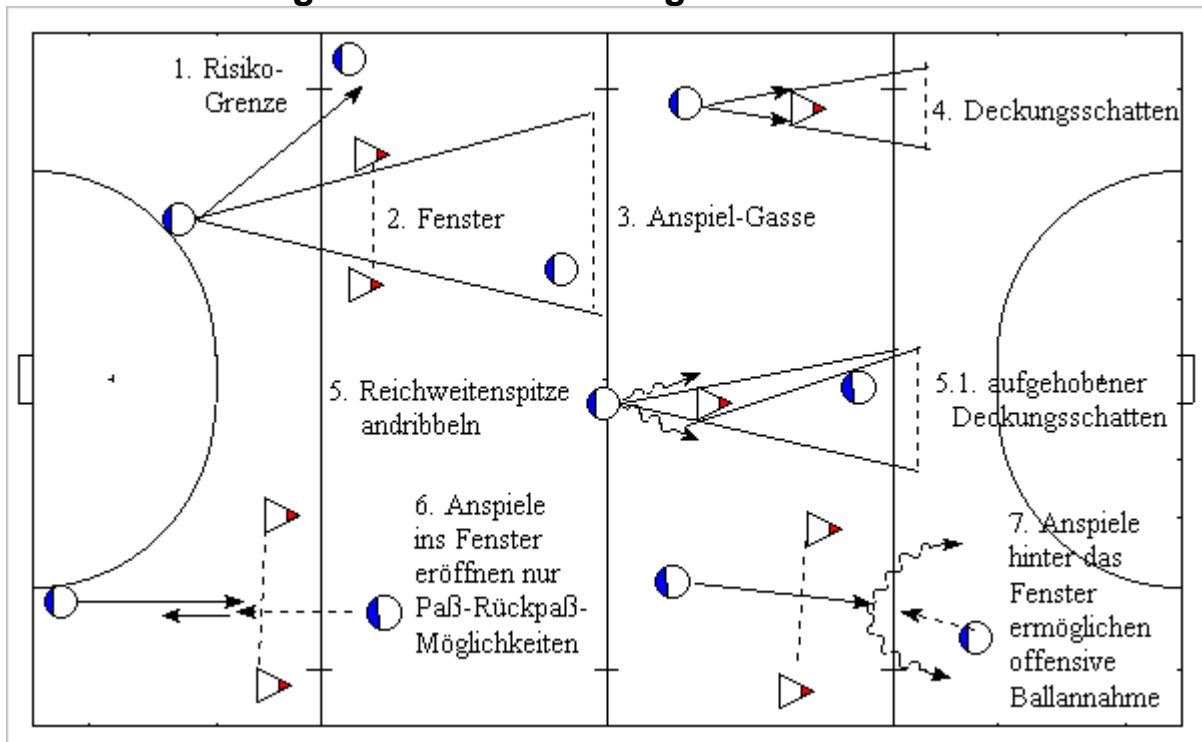 1. Risiko-
Grenze
2. Fenster
3. Anspiel-Gasse
4. Deckungsschatten
5. Reichweitenspitze
andribbeln
5.1. aufgehobener
Deckungsschatten
6. Anspiele
ins Fenster
eröffnen nur
Paß-Rückpaß-
Möglichkeiten
7. Anspiele
hinter das
Fenster
ermöglichen
offensive
Ballannahme